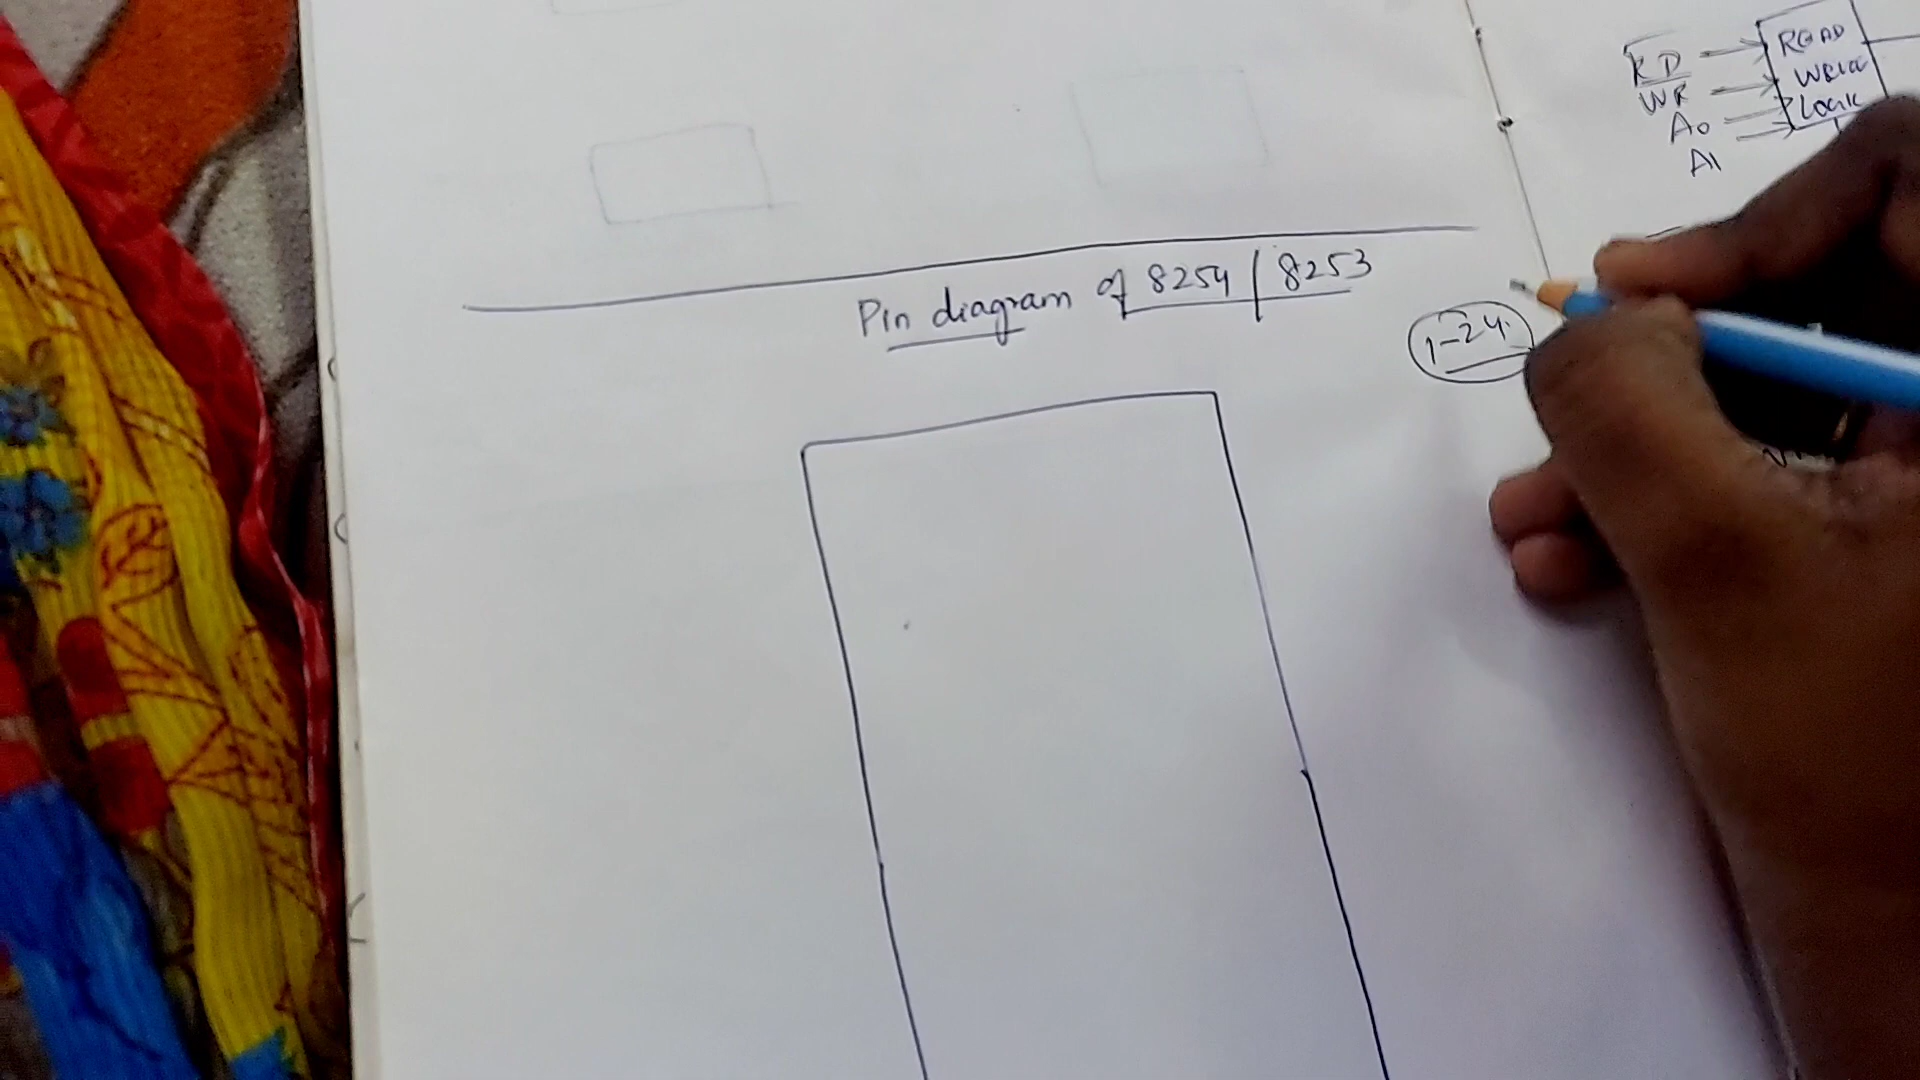 Pin diagram of 8254 | 8253
1-24.
RD
WR
A0
A1
READ
WRITE
LOGIC